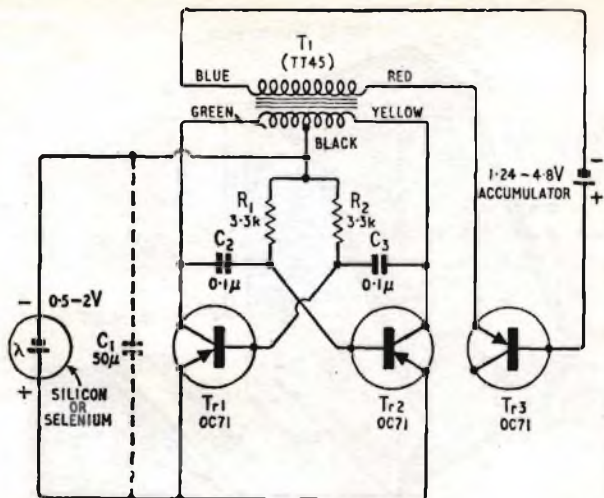 T1
(TT45)
BLUE
RED
GREEN
YELLOW
BLACK
1·24–4·8V
ACCUMULATOR
−
+
R1
3·3k
R2
3·3k
C2
0·1μ
C3
0·1μ
−
0·5–2V
λ
+
C1
50μ
SILICON
OR
SELENIUM
Tr1
OC71
Tr2
OC71
Tr3
OC71